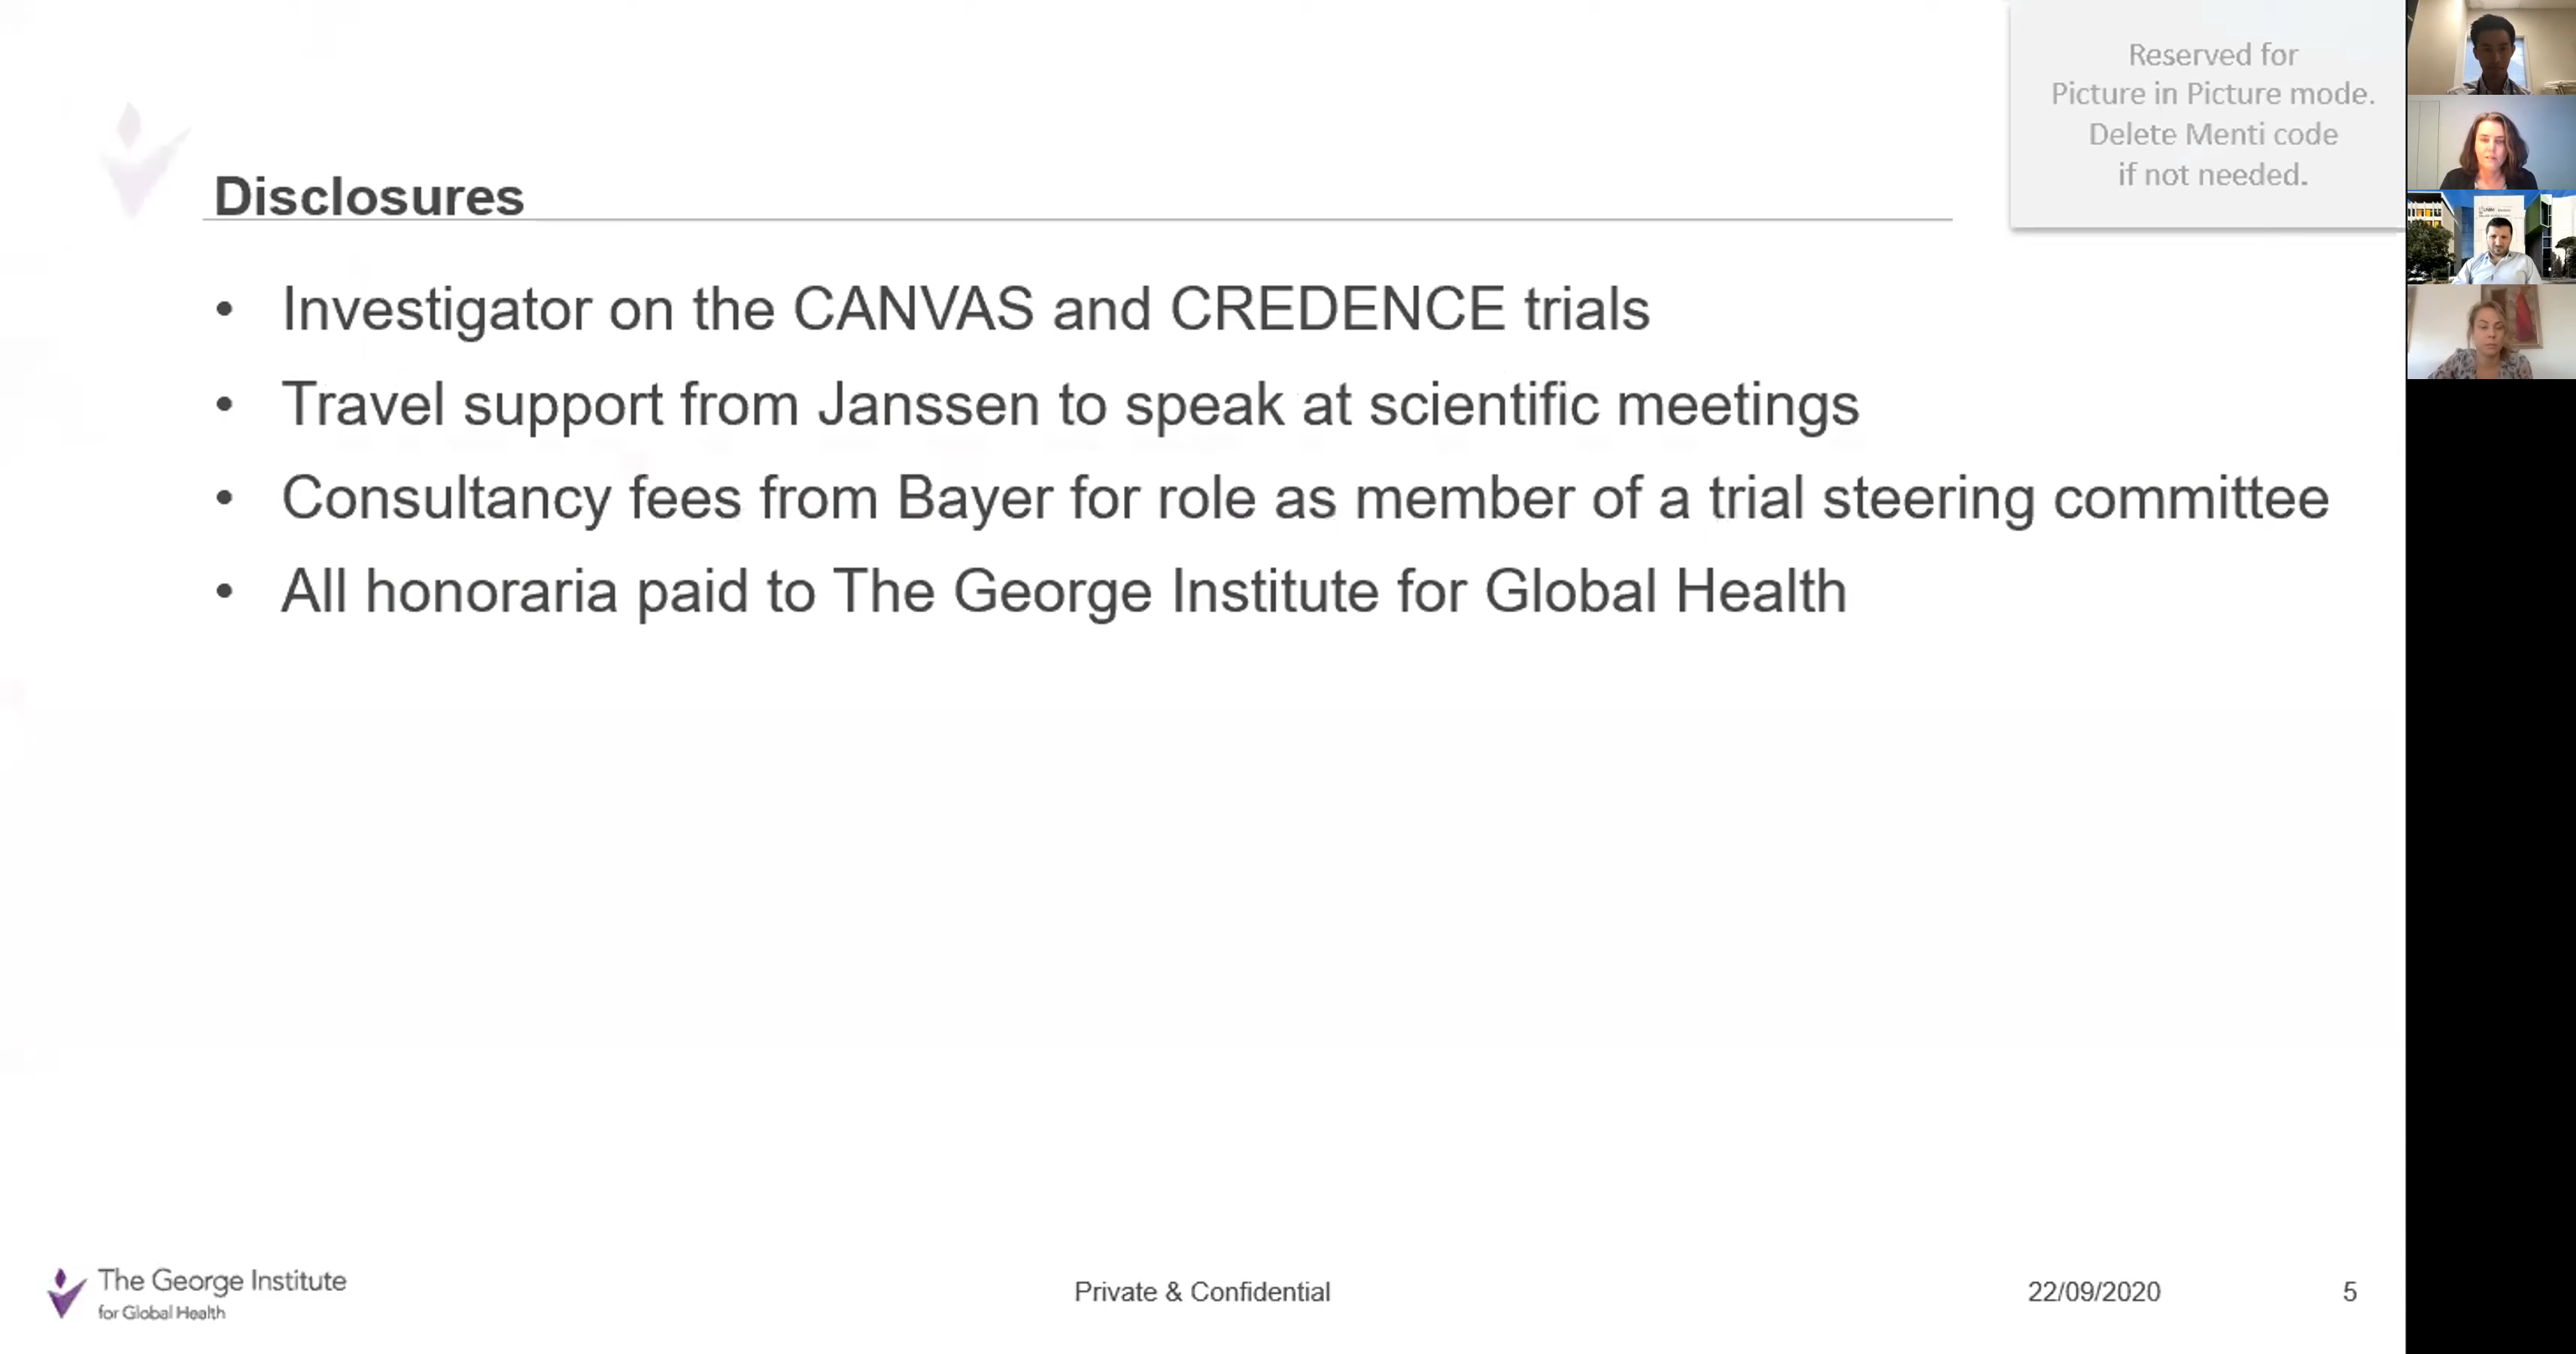 Reserved for
Picture in Picture mode.
Delete Menti code
if not needed.
Disclosures
• Investigator on the CANVAS and CREDENCE trials
• Travel support from Janssen to speak at scientific meetings
• Consultancy fees from Bayer for role as member of a trial steering committee
• All honoraria paid to The George Institute for Global Health
The George Institute
for Global Health
Private & Confidential
22/09/2020
5